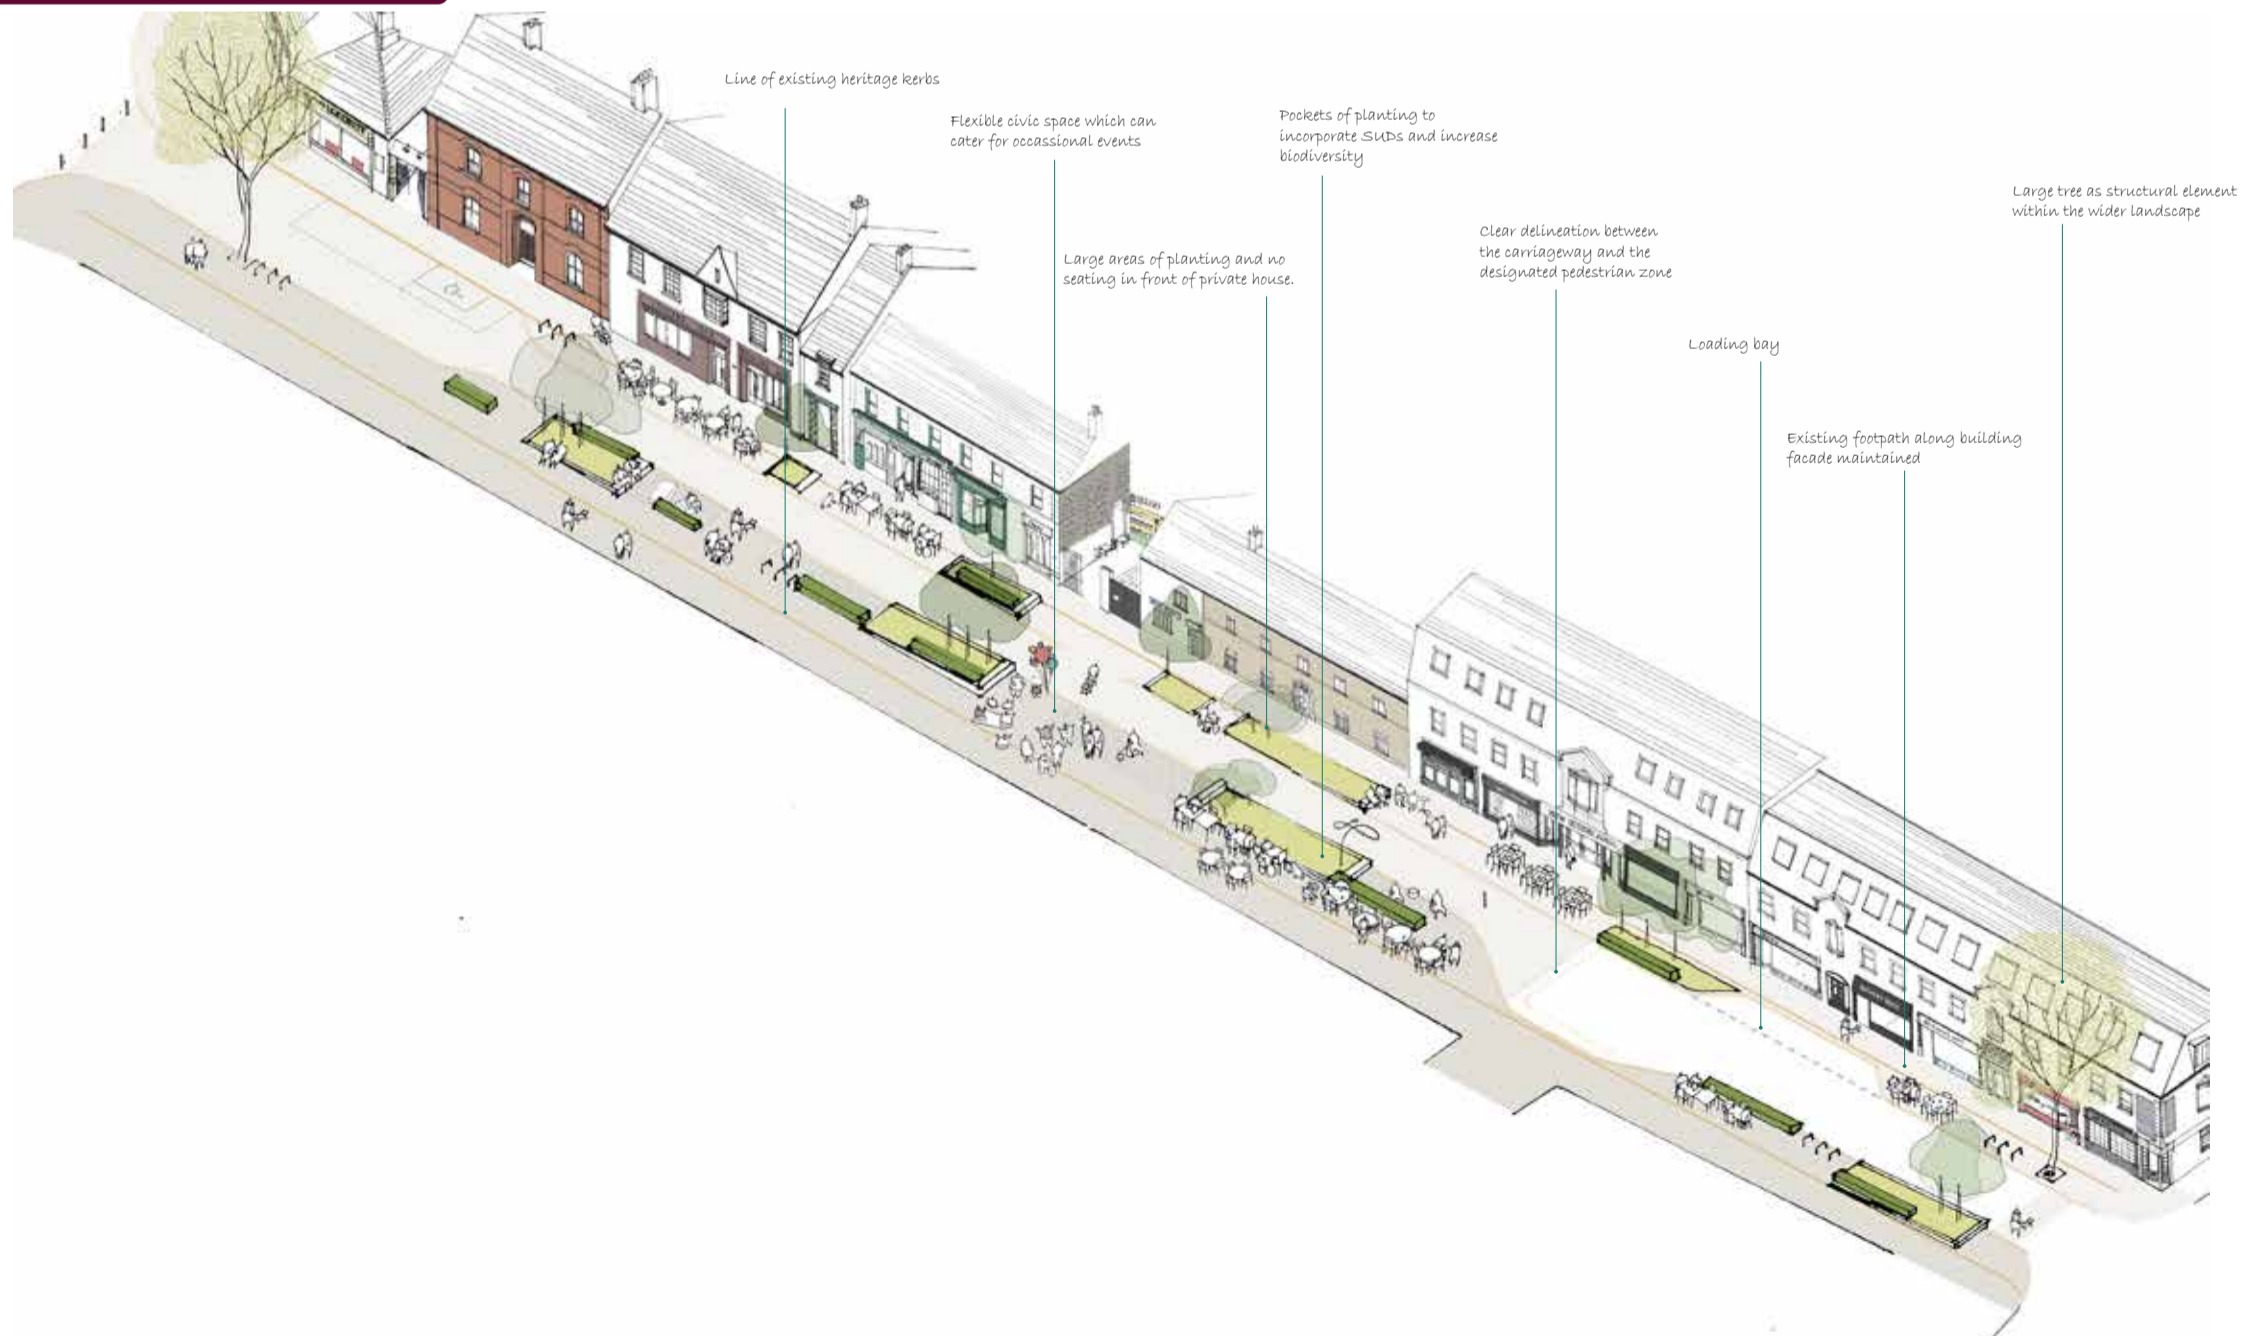 Line of existing heritage kerbs
Flexible civic space which can
cater for occassional events
Pockets of planting to
incorporate SUDs and increase
biodiversity
Large tree as structural element
within the wider landscape
Clear delineation between
the carriageway and the
designated pedestrian zone
Large areas of planting and no
seating in front of private house.
Loading bay
Existing footpath along building
facade maintained